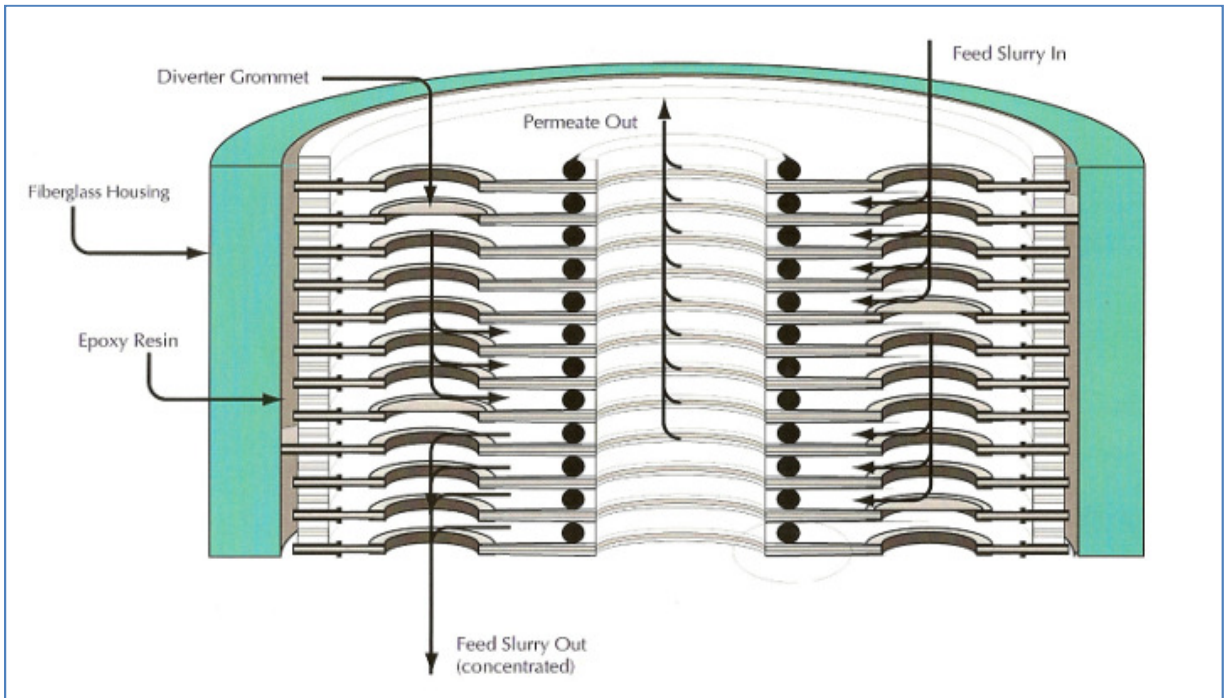 Feed Slurry In
Diverter Grommet
Permeate Out
Fiberglass Housing
Epoxy Resin
Feed Slurry Out
(concentrated)